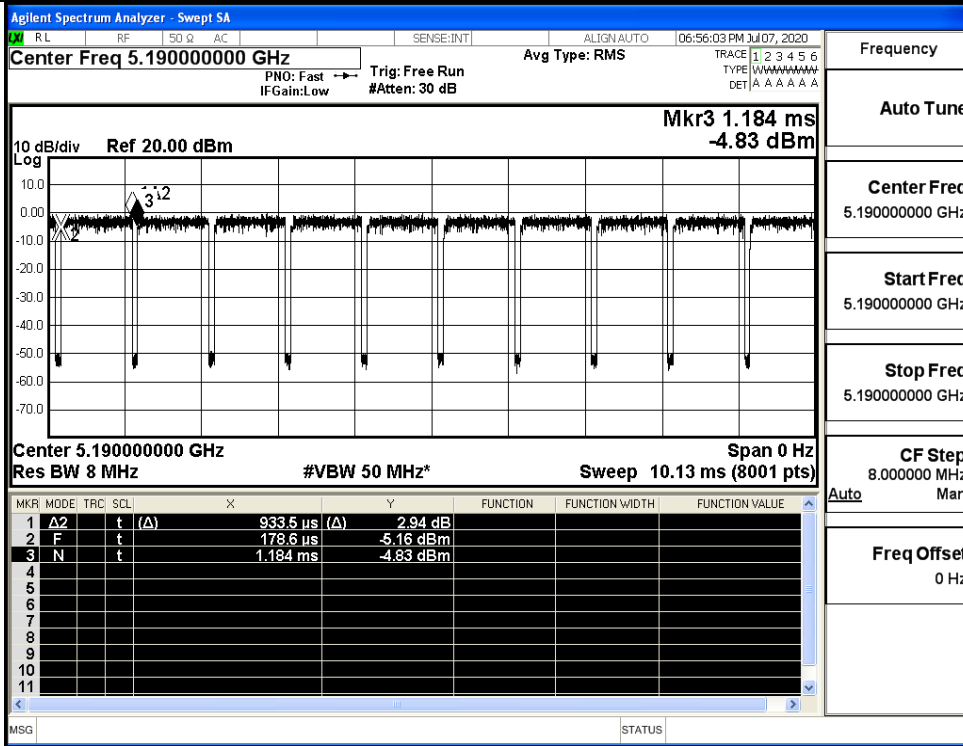 Agilent Spectrum Analyzer - Swept SA
LXI RL RF 50 Ω AC SENSE:INT ALIGN AUTO 06:56:03 PM Jul 07, 2020
Center Freq 5.190000000 GHz
PNO: Fast
IFGain:Low
Trig: Free Run
#Atten: 30 dB
Avg Type: RMS
TRACE 1 2 3 4 5 6
TYPE WWWWWW
DET A A A A A A
Mkr3 1.184 ms
-4.83 dBm
10 dB/div Ref 20.00 dBm
Log
10.0
0.00
-10.0
-20.0
-30.0
-40.0
-50.0
-60.0
-70.0
3
2
Center 5.190000000 GHz Span 0 Hz
Res BW 8 MHz #VBW 50 MHz* Sweep 10.13 ms (8001 pts)
MKR MODE TRC SCL X Y FUNCTION FUNCTION WIDTH FUNCTION VALUE
1 Δ2 t (Δ) 933.5 µs (Δ) 2.94 dB
2 F t 178.6 µs -5.16 dBm
3 N t 1.184 ms -4.83 dBm
4
5
6
7
8
9
10
11
MSG STATUS
Frequency
Auto Tune
Center Freq
5.190000000 GHz
Start Freq
5.190000000 GHz
Stop Freq
5.190000000 GHz
CF Step
8.000000 MHz
Auto Man
Freq Offset
0 Hz